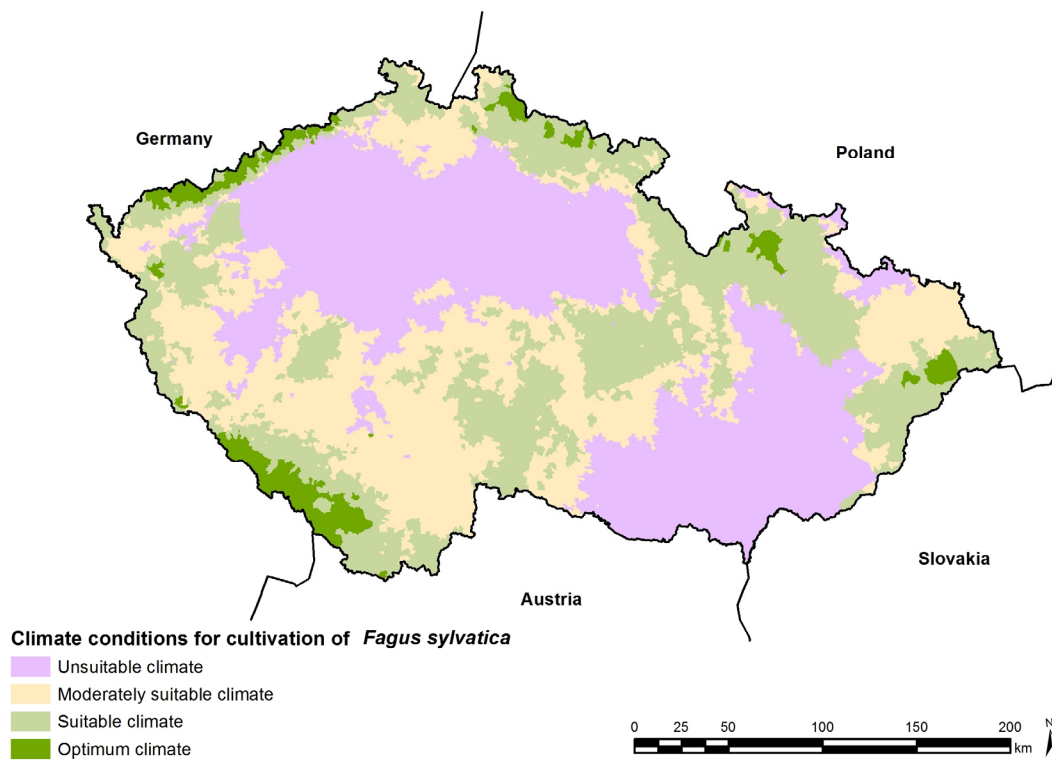 Germany
Poland
Slovakia
Austria
Climate conditions for cultivation of Fagus sylvatica
Unsuitable climate
Moderately suitable climate
Suitable climate
Optimum climate
0 25 50 100 150 200
km
N